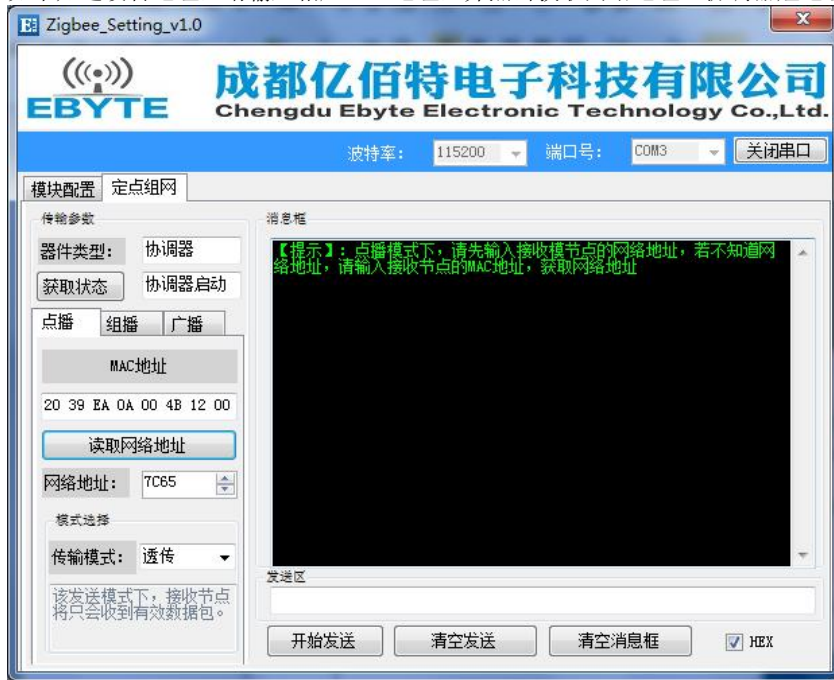 Zigbee_Setting_v1.0
EBYTE
成都亿佰特电子科技有限公司
Chengdu Ebyte Electronic Technology Co.,Ltd.
波特率： 115200 端口号： COM3 关闭串口
模块配置 定点组网
传输参数
器件类型： 协调器
获取状态 协调器启动
点播 组播 广播
MAC地址
20 39 EA 0A 00 4B 12 00
读取网络地址
网络地址： 7C65
模式选择
传输模式： 透传
该发送模式下，接收节点
将只会收到有效数据包。
消息框
【提示】：点播模式下，请先输入接收模节点的网络地址，若不知道网
络地址，请输入接收节点的MAC地址，获取网络地址
发送区
开始发送 清空发送 清空消息框 HEX